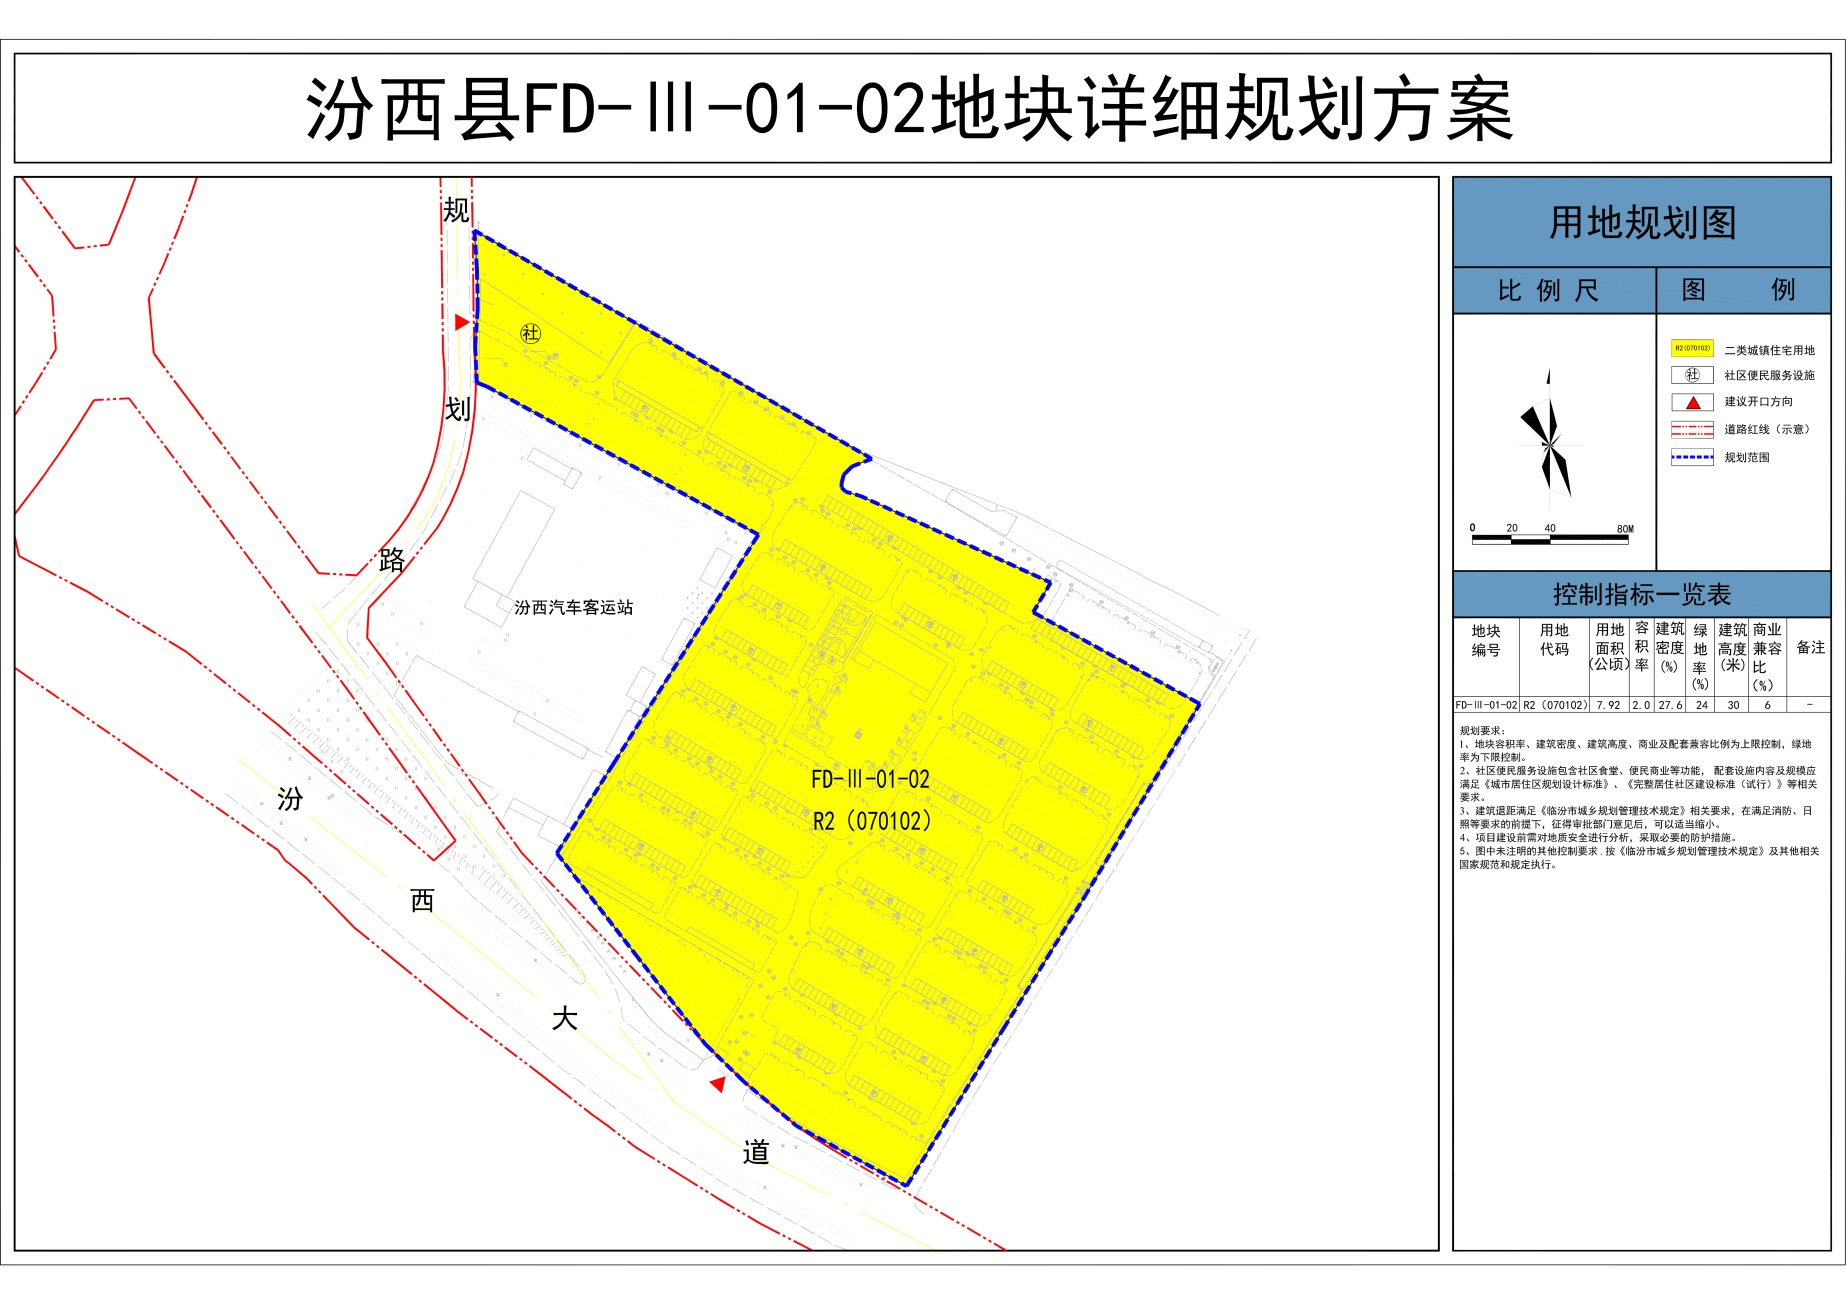 汾西县FD-Ⅲ-01-02地块详细规划方案
规
划
路
社
汾西汽车客运站
FD-Ⅲ-01-02
R2（070102）
汾
西
大
道
用地规划图
比 例 尺
图 例
0 20 40 80M
R2(070102) 二类城镇住宅用地
社 社区便民服务设施
建议开口方向
道路红线（示意）
规划范围
控制指标一览表
地块编号 用地代码 用地面积(公顷) 容积率 建筑密度(%) 绿地率(%) 建筑高度(米) 商业兼容比(%) 备注
FD-Ⅲ-01-02 R2（070102） 7.92 2.0 27.6 24 30 6 -
规划要求：
1、地块容积率、建筑密度、建筑高度、商业及配套兼容比例为上限控制，绿地
率为下限控制。
2、社区便民服务设施包含社区食堂、便民商业等功能， 配套设施内容及规模应
满足《城市居住区规划设计标准》、《完整居住社区建设标准（试行）》等相关
要求。
3、建筑退距满足《临汾市城乡规划管理技术规定》相关要求，在满足消防、日
照等要求的前提下，征得审批部门意见后，可以适当缩小。
4、项目建设前需对地质安全进行分析，采取必要的防护措施。
5、图中未注明的其他控制要求，按《临汾市城乡规划管理技术规定》及其他相关
国家规范和规定执行。